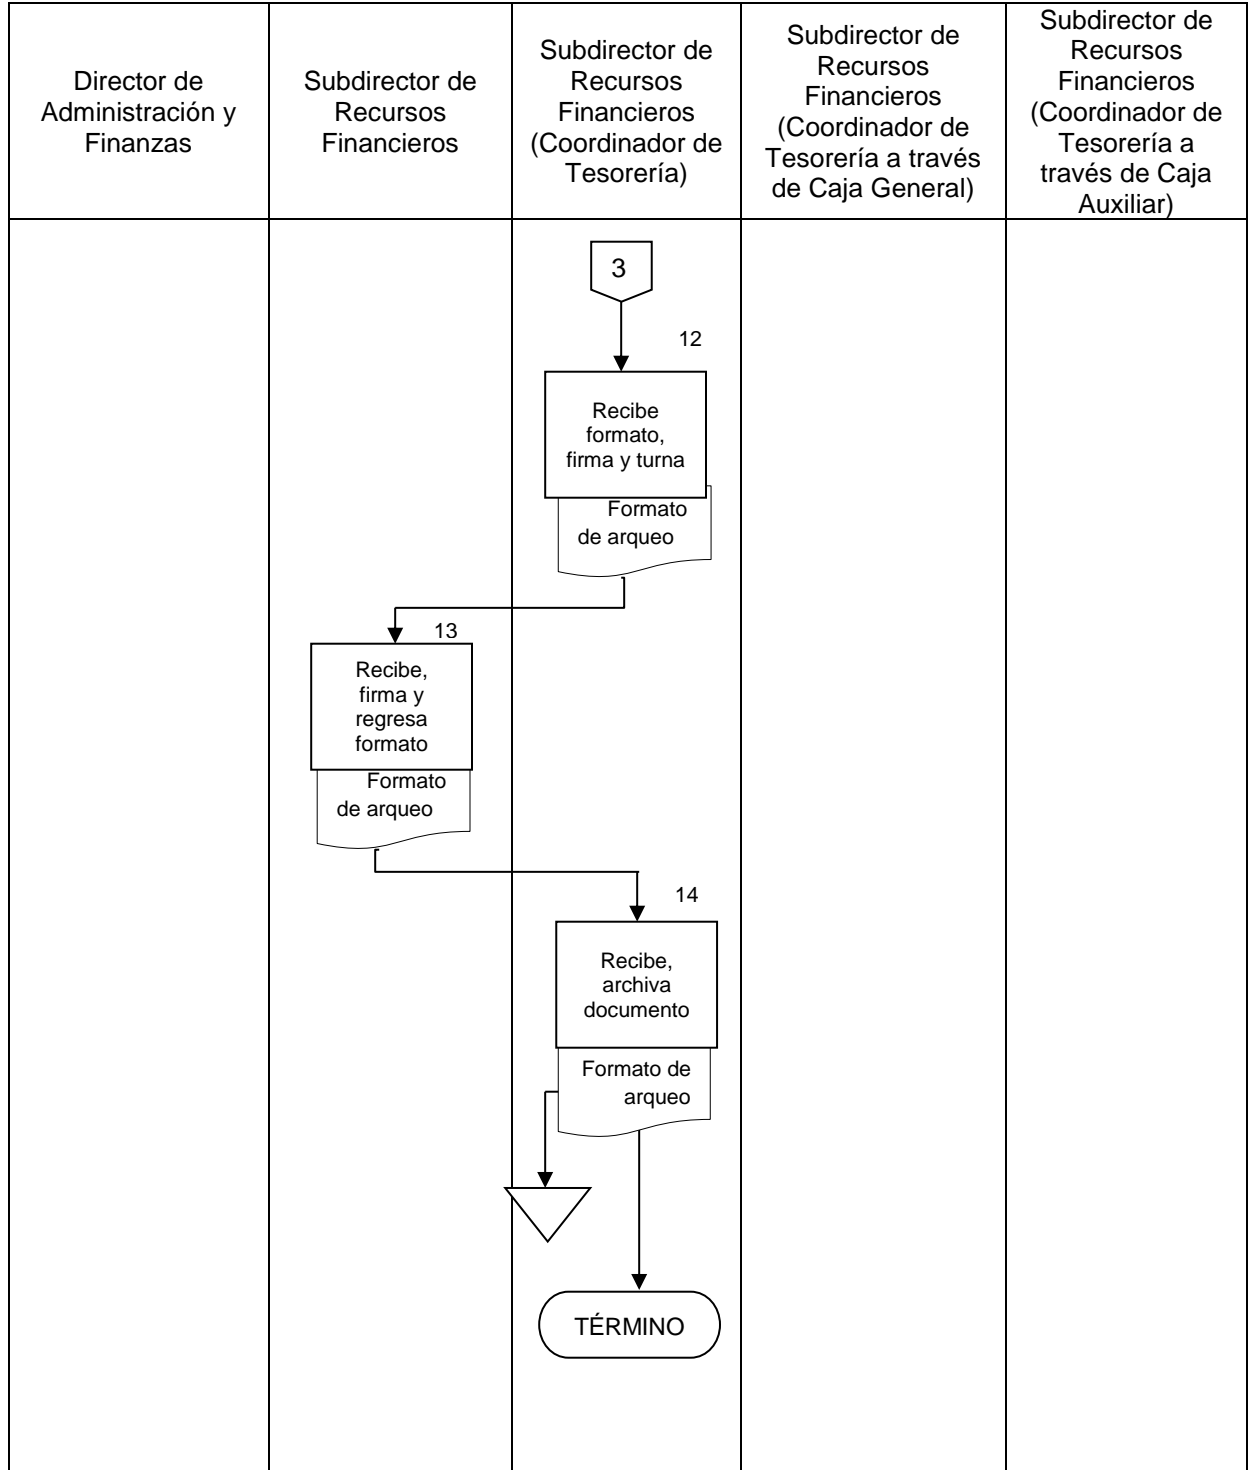 Director de
Administración y
Finanzas
Subdirector de
Recursos
Financieros
Subdirector de
Recursos
Financieros
(Coordinador de
Tesorería)
Subdirector de
Recursos
Financieros
(Coordinador de
Tesorería a través
de Caja General)
Subdirector de
Recursos
Financieros
(Coordinador de
Tesorería a
través de Caja
Auxiliar)
3
12
Recibe
formato,
firma y turna
Formato
de arqueo
13
Recibe,
firma y
regresa
formato
Formato
de arqueo
14
Recibe,
archiva
documento
Formato de
arqueo
TÉRMINO